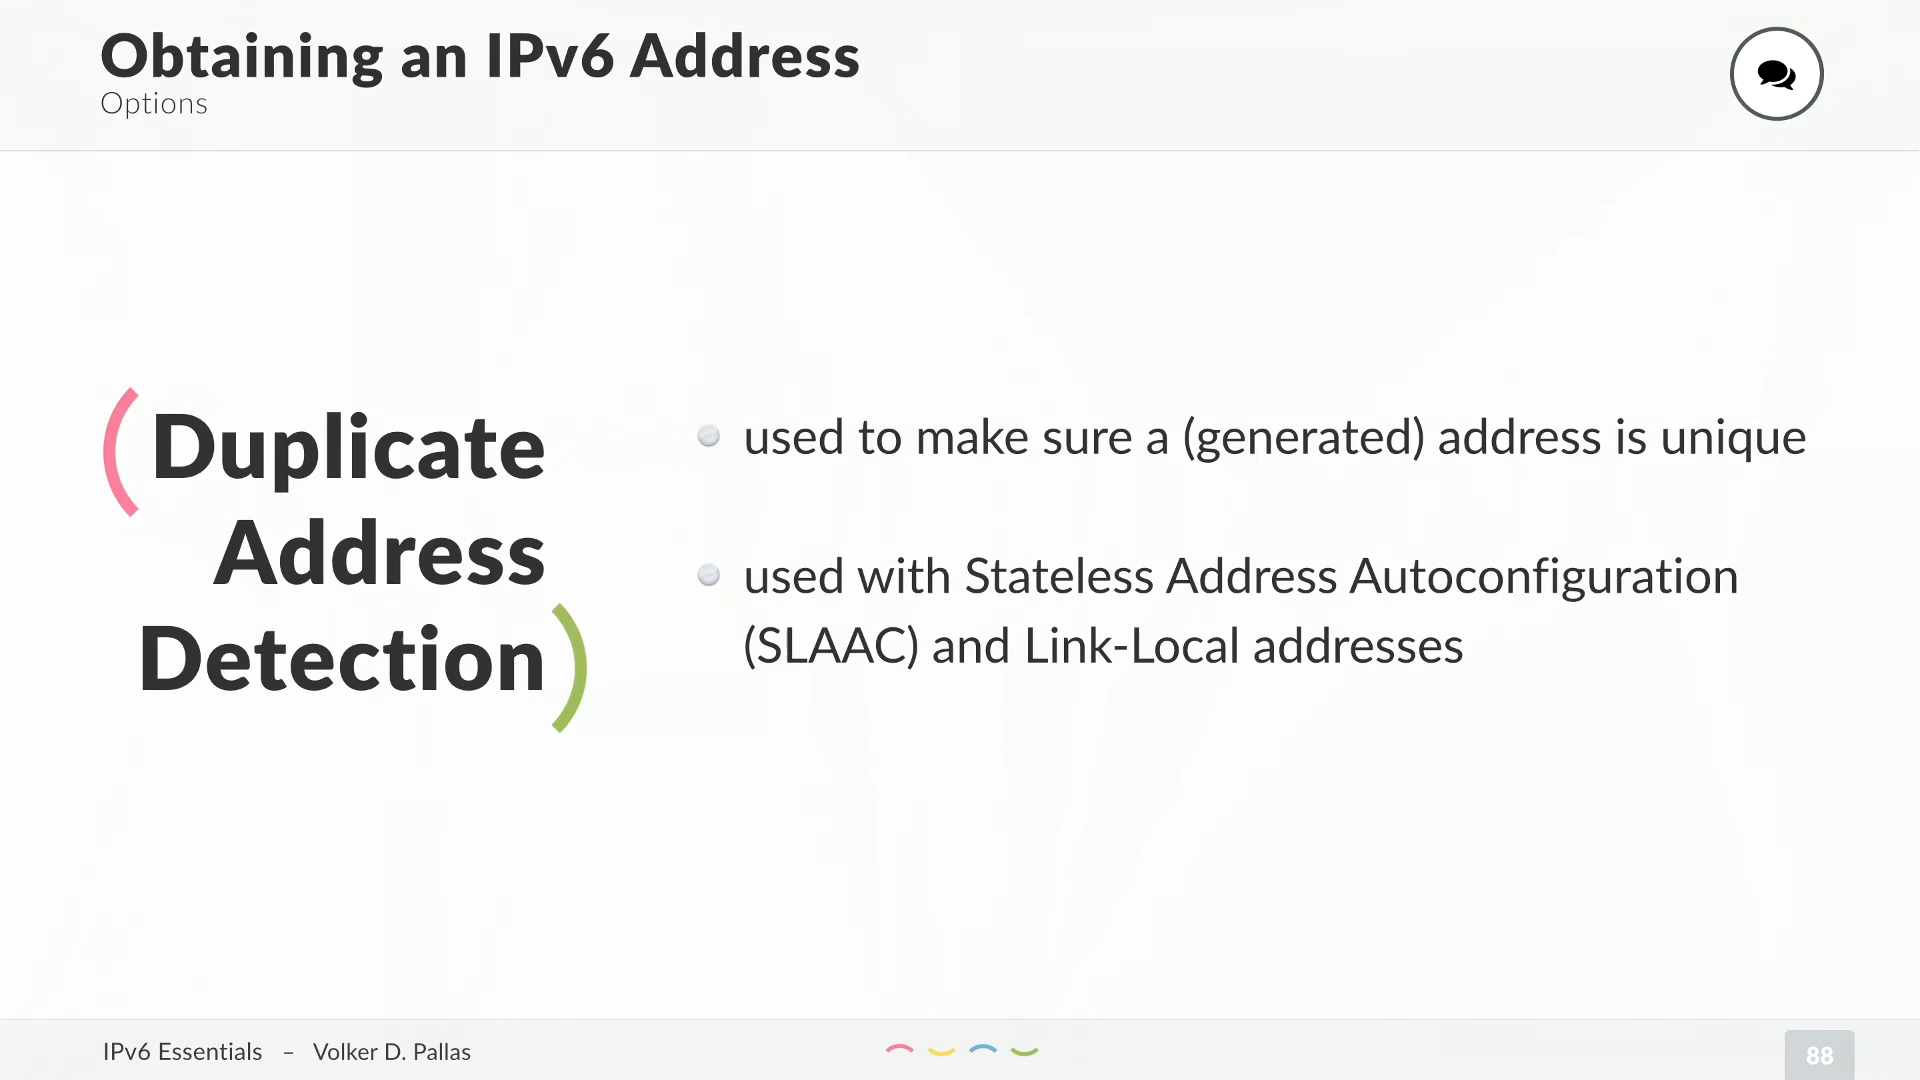 Obtaining an IPv6 Address
Options
Duplicate
Address
Detection
used to make sure a (generated) address is unique
used with Stateless Address Autoconfiguration
(SLAAC) and Link-Local addresses
IPv6 Essentials – Volker D. Pallas
88